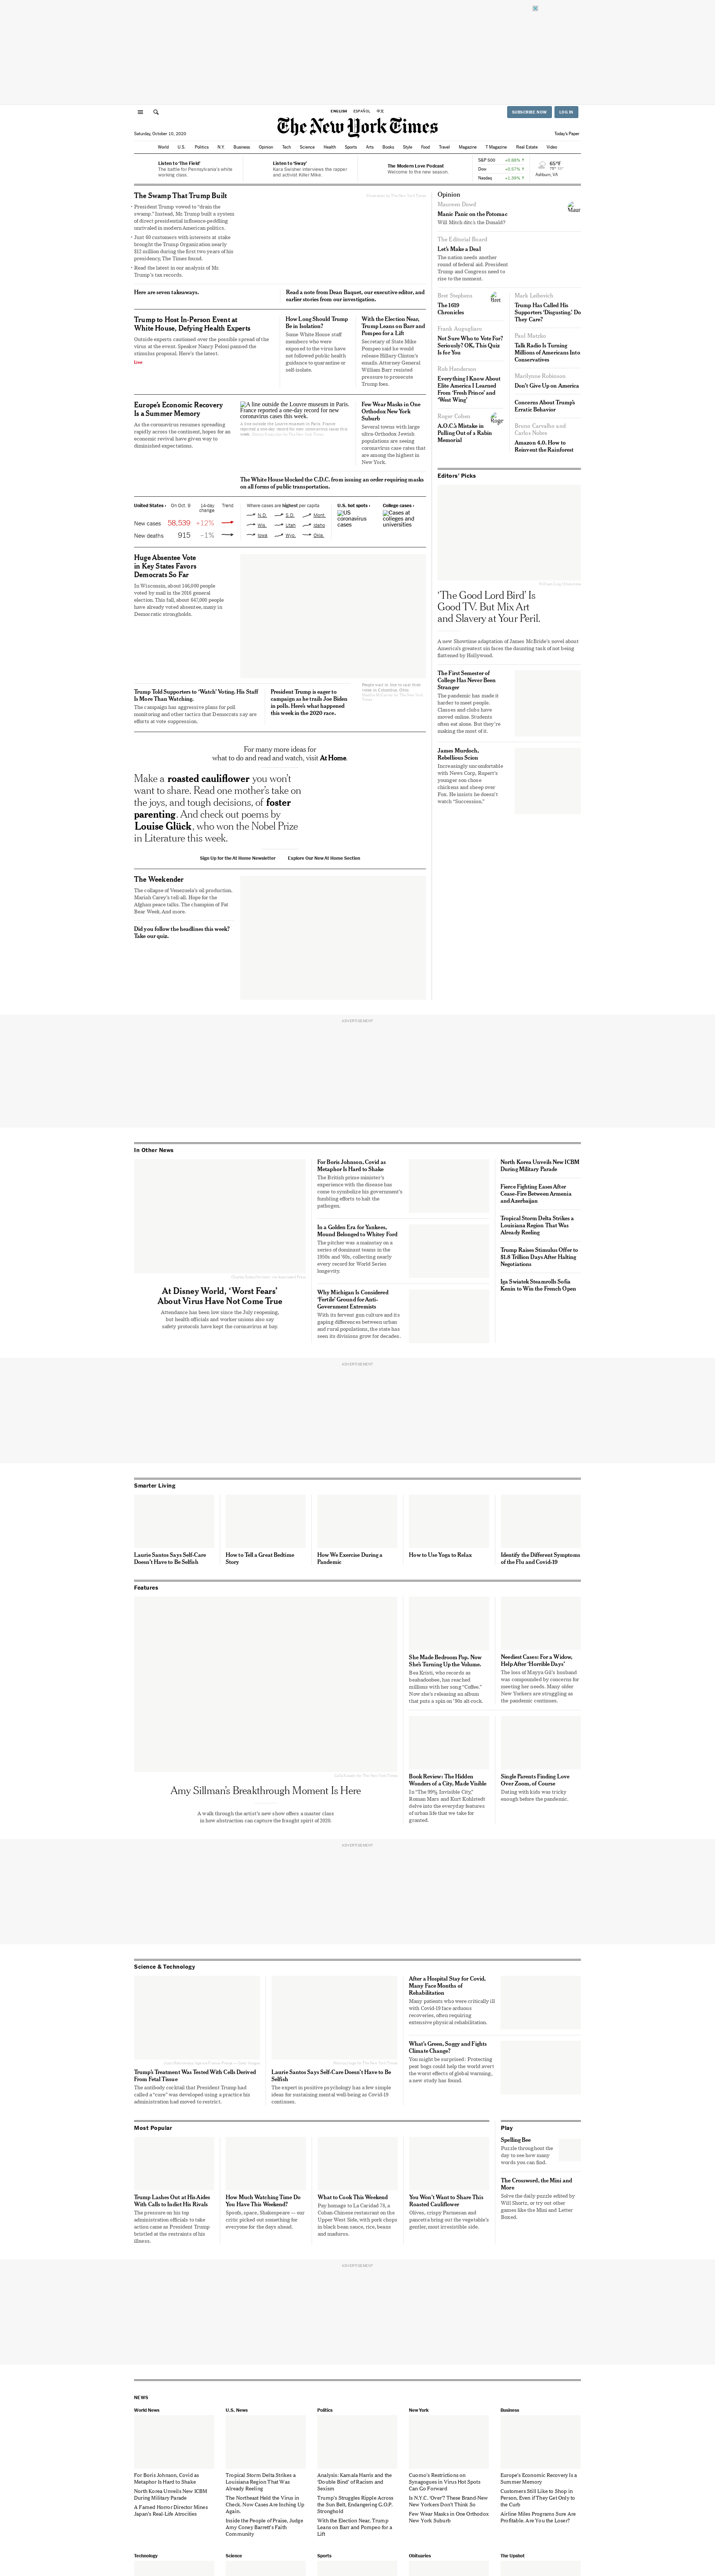 ENGLISH ESPAÑOL 中文
SUBSCRIBE NOW LOG IN
The New York Times
Saturday, October 10, 2020
Today's Paper
World U.S. Politics N.Y. Business Opinion Tech Science Health Sports Arts Books Style Food Travel Magazine T Magazine Real Estate Video
Listen to 'The Field'
The battle for Pennsylvania's white
working class.
Listen to 'Sway'
Kara Swisher interviews the rapper
and activist Killer Mike.
The Modern Love Podcast
Welcome to the new season.
S&P 500 +0.88% ↑
Dow +0.57% ↑
Nasdaq +1.39% ↑
65°F
Ashburn, VA
The Swamp That Trump Built
President Trump vowed to "drain the
swamp." Instead, Mr. Trump built a system
of direct presidential influence-peddling
unrivaled in modern American politics.
Just 60 customers with interests at stake
brought the Trump Organization nearly
$12 million during the first two years of his
presidency, The Times found.
Read the latest in our analysis of Mr.
Trump's tax records.
Here are seven takeaways.
Read a note from Dean Baquet, our executive editor, and
earlier stories from our investigation.
Trump to Host In-Person Event at
White House, Defying Health Experts
Outside experts cautioned over the possible spread of the
virus at the event. Speaker Nancy Pelosi panned the
stimulus proposal. Here's the latest.
Live
How Long Should Trump
Be in Isolation?
Some White House staff
members who were
exposed to the virus have
not followed public health
guidance to quarantine or
self-isolate.
With the Election Near,
Trump Leans on Barr and
Pompeo for a Lift
Secretary of State Mike
Pompeo said he would
release Hillary Clinton's
emails. Attorney General
William Barr resisted
pressure to prosecute
Trump foes.
Europe's Economic Recovery
Is a Summer Memory
As the coronavirus resumes spreading
rapidly across the continent, hopes for an
economic revival have given way to
diminished expectations.
A line outside the Louvre museum in Paris.
France reported a one-day record for new
coronavirus cases this week.
A line outside the Louvre museum in Paris. France
reported a one-day record for new coronavirus cases this
week.
Few Wear Masks in One
Orthodox New York
Suburb
Several towns with large
ultra-Orthodox Jewish
populations are seeing
coronavirus case rates that
are among the highest in
New York.
The White House blocked the C.D.C. from issuing an order requiring masks
on all forms of public transportation.
United States › On Oct. 9 14-day
change Trend
New cases 58,539 +12%
New deaths 915 −1%
Where cases are highest per capita
N.D. S.D. Mont.
Wis. Utah Idaho
Iowa Wyo. Okla.
U.S. hot spots ›
US
coronavirus
cases
College cases ›
Cases at
colleges and
universities
Huge Absentee Vote
in Key States Favors
Democrats So Far
In Wisconsin, about 146,000 people
voted by mail in the 2016 general
election. This fall, about 647,000 people
have already voted absentee, many in
Democratic strongholds.
Trump Told Supporters to 'Watch' Voting. His Staff
Is More Than Watching.
The campaign has aggressive plans for poll
monitoring and other tactics that Democrats say are
efforts at vote suppression.
President Trump is eager to
campaign as he trails Joe Biden
in polls. Here's what happened
this week in the 2020 race.
People wait in line to cast their
votes in Columbus, Ohio.
For many more ideas for
what to do and read and watch, visit At Home.
Make a roasted cauliflower you won't
want to share. Read one mother's take on
the joys, and tough decisions, of foster
parenting. And check out poems by
Louise Glück, who won the Nobel Prize
in Literature this week.
Sign Up for the At Home Newsletter Explore Our New At Home Section
The Weekender
The collapse of Venezuela's oil production.
Mariah Carey's tell-all. Hope for the
Afghan peace talks. The champion of Fat
Bear Week. And more.
Did you follow the headlines this week?
Take our quiz.
Opinion
Maureen Dowd
Manic Panic on the Potomac
Will Mitch ditch the Donald?
The Editorial Board
Let's Make a Deal
The nation needs another
round of federal aid. President
Trump and Congress need to
rise to the moment.
Bret Stephens
The 1619
Chronicles
Frank Augugliaro
Not Sure Who to Vote For?
Seriously? OK, This Quiz
Is for You
Rob Henderson
Everything I Know About
Elite America I Learned
From 'Fresh Prince' and
'West Wing'
Roger Cohen
A.O.C.'s Mistake in
Pulling Out of a Rabin
Memorial
Mark Leibovich
Trump Has Called His
Supporters 'Disgusting.' Do
They Care?
Paul Matzko
Talk Radio Is Turning
Millions of Americans Into
Conservatives
Marilynne Robinson
Don't Give Up on America
Concerns About Trump's
Erratic Behavior
Bruno Carvalho and
Carlos Nobre
Amazon 4.0: How to
Reinvent the Rainforest
Editors' Picks
'The Good Lord Bird' Is
Good TV. But Mix Art
and Slavery at Your Peril.
A new Showtime adaptation of James McBride's novel about
America's greatest sin faces the daunting task of not being
flattened by Hollywood.
The First Semester of
College Has Never Been
Stranger
The pandemic has made it
harder to meet people.
Classes and clubs have
moved online. Students
often eat alone. But they're
making the most of it.
James Murdoch,
Rebellious Scion
Increasingly uncomfortable
with News Corp, Rupert's
younger son chose
chickens and sheep over
Fox. He insists he doesn't
watch "Succession."
ADVERTISEMENT
In Other News
At Disney World, 'Worst Fears'
About Virus Have Not Come True
Attendance has been low since the July reopening,
but health officials and worker unions also say
safety protocols have kept the coronavirus at bay.
For Boris Johnson, Covid as
Metaphor Is Hard to Shake
The British prime minister's
experience with the disease has
come to symbolize his government's
fumbling efforts to halt the
pathogen.
In a Golden Era for Yankees,
Mound Belonged to Whitey Ford
The pitcher was a mainstay on a
series of dominant teams in the
1950s and '60s, collecting nearly
every record for World Series
longevity.
Why Michigan Is Considered
'Fertile' Ground for Anti-
Government Extremists
With its fervent gun culture and its
gaping differences between urban
and rural populations, the state has
seen its divisions grow for decades.
North Korea Unveils New ICBM
During Military Parade
Fierce Fighting Eases After
Cease-Fire Between Armenia
and Azerbaijan
Tropical Storm Delta Strikes a
Louisiana Region That Was
Already Reeling
Trump Raises Stimulus Offer to
$1.8 Trillion Days After Halting
Negotiations
Iga Swiatek Steamrolls Sofia
Kenin to Win the French Open
ADVERTISEMENT
Smarter Living
Laurie Santos Says Self-Care
Doesn't Have to Be Selfish
How to Tell a Great Bedtime
Story
How We Exercise During a
Pandemic
How to Use Yoga to Relax
Identify the Different Symptoms
of the Flu and Covid-19
Features
Amy Sillman's Breakthrough Moment Is Here
A walk through the artist's new show offers a master class
in how abstraction can capture the fraught spirit of 2020.
She Made Bedroom Pop. Now
She's Turning Up the Volume.
Bea Kristi, who records as
beabadoobee, has reached
millions with her song "Coffee."
Now she's releasing an album
that puts a spin on '90s alt-rock.
Neediest Cases: For a Widow,
Help After 'Horrible Days'
The loss of Mayya Gil's husband
was compounded by concerns for
meeting her needs. Many older
New Yorkers are struggling as
the pandemic continues.
Book Review: The Hidden
Wonders of a City, Made Visible
In "The 99% Invisible City,"
Roman Mars and Kurt Kohlstedt
delve into the everyday features
of urban life that we take for
granted.
Single Parents Finding Love
Over Zoom, of Course
Dating with kids was tricky
enough before the pandemic.
ADVERTISEMENT
Science & Technology
Trump's Treatment Was Tested With Cells Derived
From Fetal Tissue
The antibody cocktail that President Trump had
called a "cure" was developed using a practice his
administration had moved to restrict.
Laurie Santos Says Self-Care Doesn't Have to Be
Selfish
The expert in positive psychology has a few simple
ideas for sustaining mental well-being as Covid-19
continues.
After a Hospital Stay for Covid,
Many Face Months of
Rehabilitation
Many patients who were critically ill
with Covid-19 face arduous
recoveries, often requiring
extensive physical rehabilitation.
What's Green, Soggy and Fights
Climate Change?
You might be surprised: Protecting
peat bogs could help the world avert
the worst effects of global warming,
a new study has found.
Most Popular
Trump Lashes Out at His Aides
With Calls to Indict His Rivals
The pressure on his top
administration officials to take
action came as President Trump
bristled at the restraints of his
illness.
How Much Watching Time Do
You Have This Weekend?
Spoofs, space, Shakespeare — our
critic picked out something for
everyone for the days ahead.
What to Cook This Weekend
Pay homage to La Caridad 78, a
Cuban-Chinese restaurant on the
Upper West Side, with pork chops
in black bean sauce, rice, beans
and maduros.
You Won't Want to Share This
Roasted Cauliflower
Olives, crispy Parmesan and
pancetta bring out the vegetable's
gentler, most irresistible side.
Play
Spelling Bee
Puzzle throughout the
day to see how many
words you can find.
The Crossword, the Mini and
More
Solve the daily puzzle edited by
Will Shortz, or try out other
games like the Mini and Letter
Boxed.
ADVERTISEMENT
NEWS
World News
For Boris Johnson, Covid as
Metaphor Is Hard to Shake
North Korea Unveils New ICBM
During Military Parade
A Famed Horror Director Mines
Japan's Real-Life Atrocities
U.S. News
Tropical Storm Delta Strikes a
Louisiana Region That Was
Already Reeling
The Northeast Held the Virus in
Check. Now Cases Are Inching Up
Again.
Inside the People of Praise, Judge
Amy Coney Barrett's Faith
Community
Politics
Analysis: Kamala Harris and the
'Double Bind' of Racism and
Sexism
Trump's Struggles Ripple Across
the Sun Belt, Endangering G.O.P.
Stronghold
With the Election Near, Trump
Leans on Barr and Pompeo for a
Lift
New York
Cuomo's Restrictions on
Synagogues in Virus Hot Spots
Can Go Forward
Is N.Y.C. 'Over'? These Brand-New
New Yorkers Don't Think So
Few Wear Masks in One Orthodox
New York Suburb
Business
Europe's Economic Recovery Is a
Summer Memory
Customers Still Like to Shop in
Person, Even if They Get Only to
the Curb
Airline Miles Programs Sure Are
Profitable. Are You the Loser?
Technology Science Sports Obituaries The Upshot